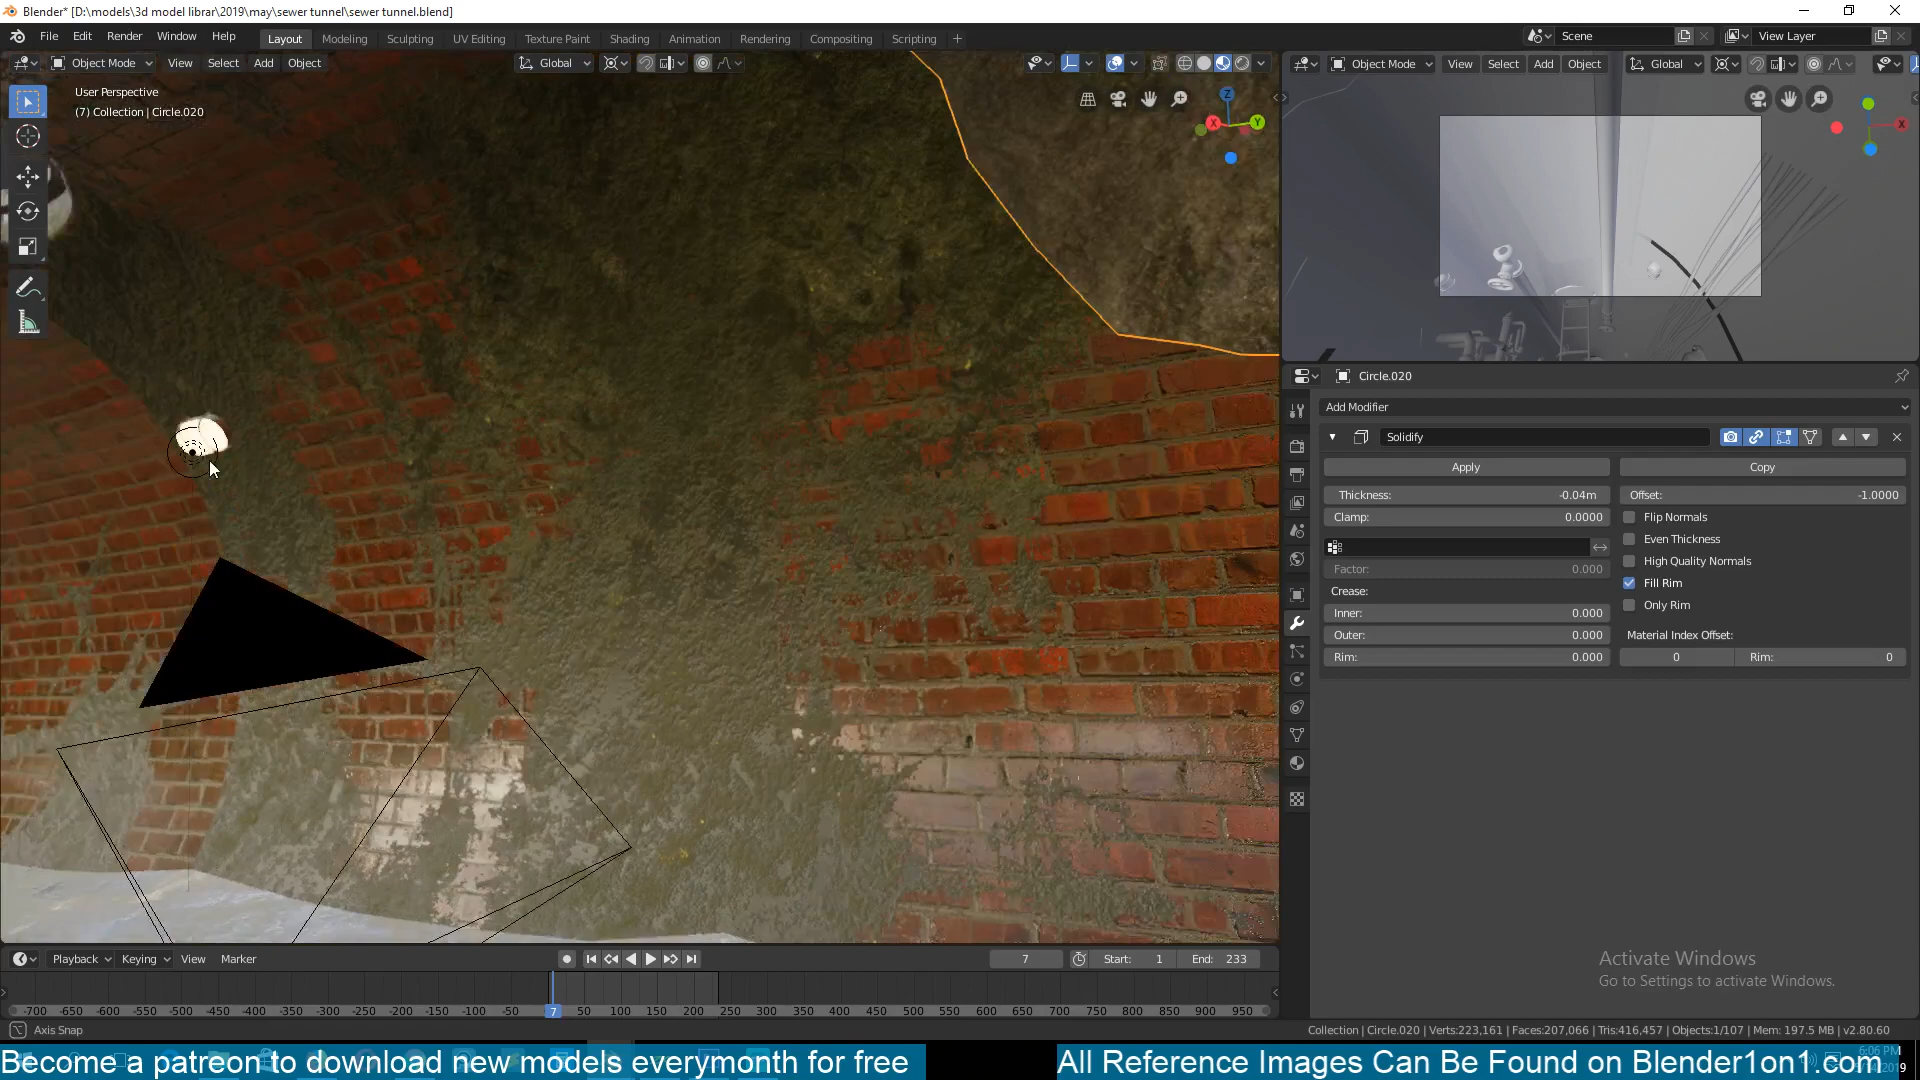 Blender* [D:\models\3d model librar\2019\may\sewer tunnel\sewer tunnel.blend]
File Edit Render Window Help Layout Modeling Sculpting UV Editing Texture Paint Shading Animation Rendering Compositing Scripting + Scene View Layer
Object Mode View Select Add Object Global
Object Mode View Select Add Object Global
User Perspective
(7) Collection | Circle.020
Z
X
Y
X
Circle.020
Add Modifier
Solidify
Apply Copy
Thickness: -0.04m Offset: -1.0000
Clamp: 0.0000 Flip Normals
Even Thickness
High Quality Normals
Factor: 0.000
Crease: Fill Rim
Inner: 0.000 Only Rim
Outer: 0.000 Material Index Offset:
Rim: 0.000 0 Rim: 0
Playback Keying View Marker 7 Start: 1 End: 233
-700 -650 -600 -550 -500 -450 -400 -350 -300 -250 -200 -150 -100 -50 7 50 100 150 200 250 300 350 400 450 500 550 600 650 700 750 800 850 900 950
Activate Windows
Go to Settings to activate Windows.
Axis Snap
Collection | Circle.020 | Verts:223,161 | Faces:207,066 | Tris:416,457 | Objects:1/107 | Mem: 197.5 MB | v2.80.60
Become a patreon to download new models everymonth for free
All Reference Images Can Be Found on Blender1on1.com
6:06 PM